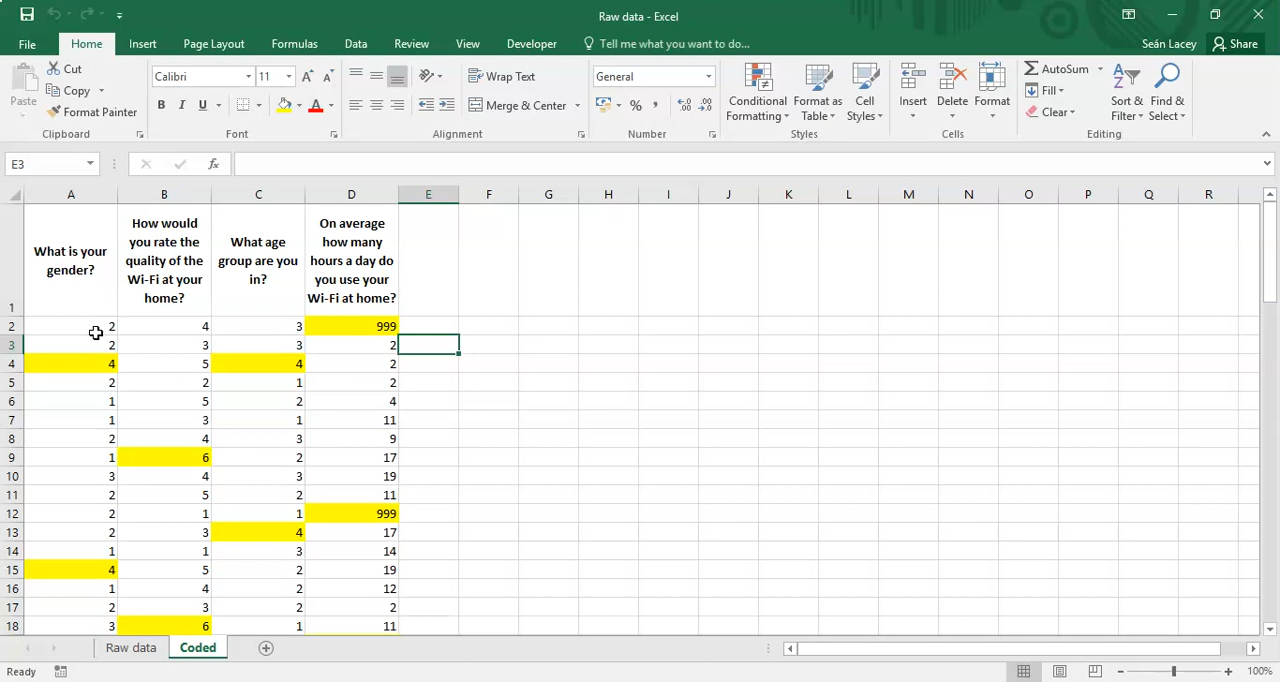 Raw data - Excel
File Home Insert Page Layout Formulas Data Review View Developer Tell me what you want to do... Seán Lacey Share
Paste Cut Copy Format Painter Clipboard
Calibri 11 A A B I U A Font
Wrap Text Merge & Center Alignment
General % , .0 .00 Number
Conditional Formatting Format as Table Cell Styles Styles
Insert Delete Format Cells
AutoSum Fill Clear Sort & Filter Find & Select Editing
E3 fx
A B C D E F G H I J K L M N O P Q R
1
What is your
gender?
How would
you rate the
quality of the
Wi-Fi at your
home?
What age
group are you
in?
On average
how many
hours a day do
you use your
Wi-Fi at home?
2 2 4 3 999
3 2 3 3 2
4 4 5 4 2
5 2 2 1 2
6 1 5 2 4
7 1 3 1 11
8 2 4 3 9
9 1 6 2 17
10 3 4 3 19
11 2 5 2 11
12 2 1 1 999
13 2 3 4 17
14 1 1 3 14
15 4 5 2 19
16 1 4 2 12
17 2 3 2 2
18 3 6 1 11
Raw data Coded
Ready 100%